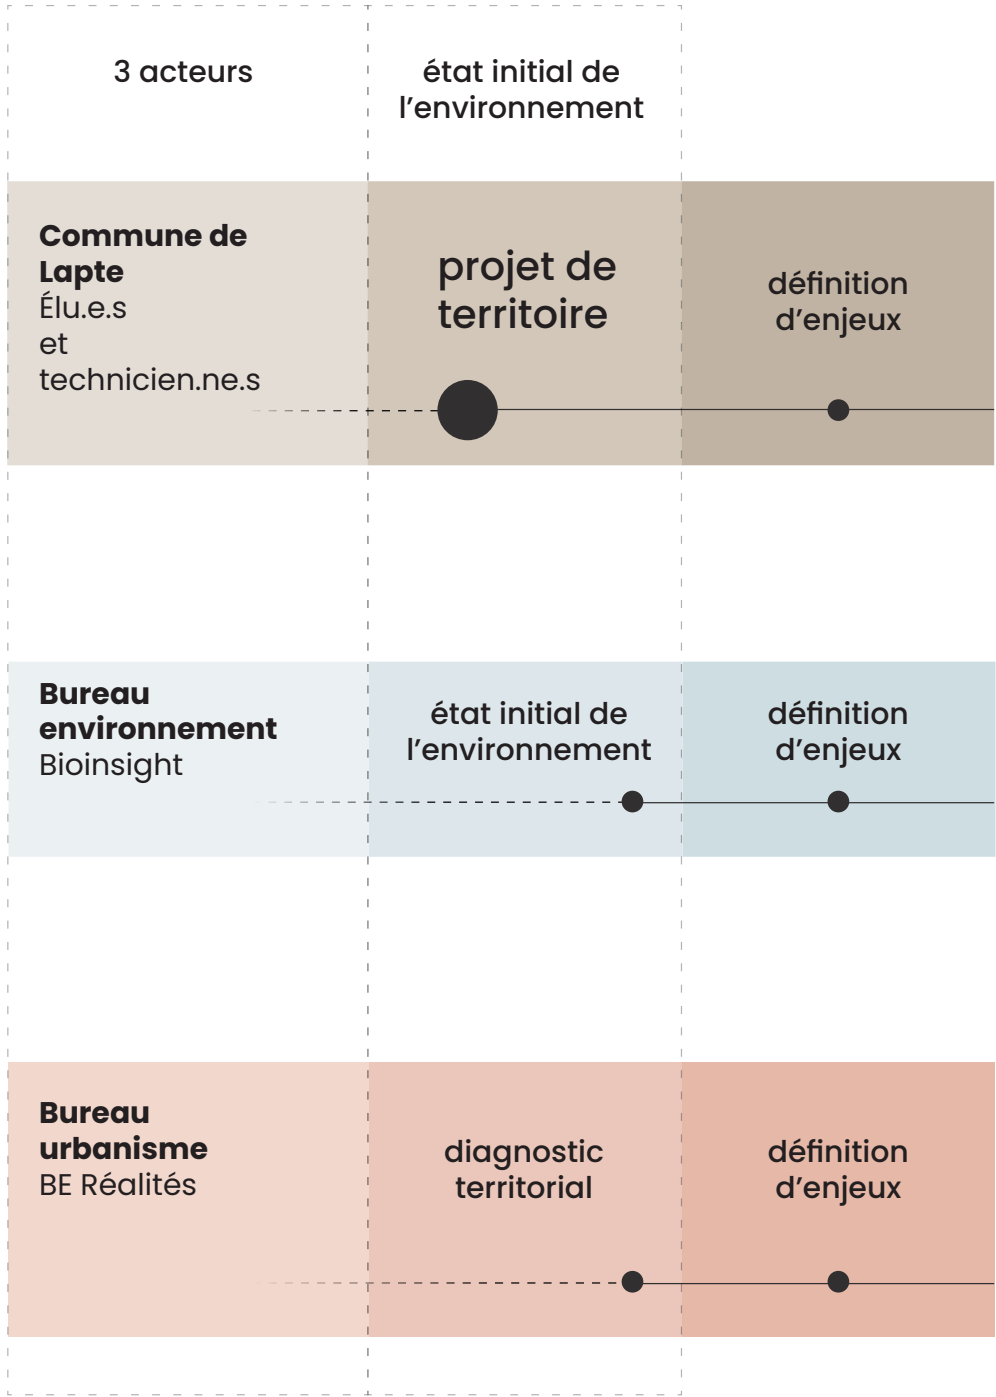 3 acteurs
état initial de
l’environnement
Commune de
Lapte
Élu.e.s
et
technicien.ne.s
projet de
territoire
définition
d’enjeux
Bureau
environnement
Bioinsight
état initial de
l’environnement
définition
d’enjeux
Bureau
urbanisme
BE Réalités
diagnostic
territorial
définition
d’enjeux